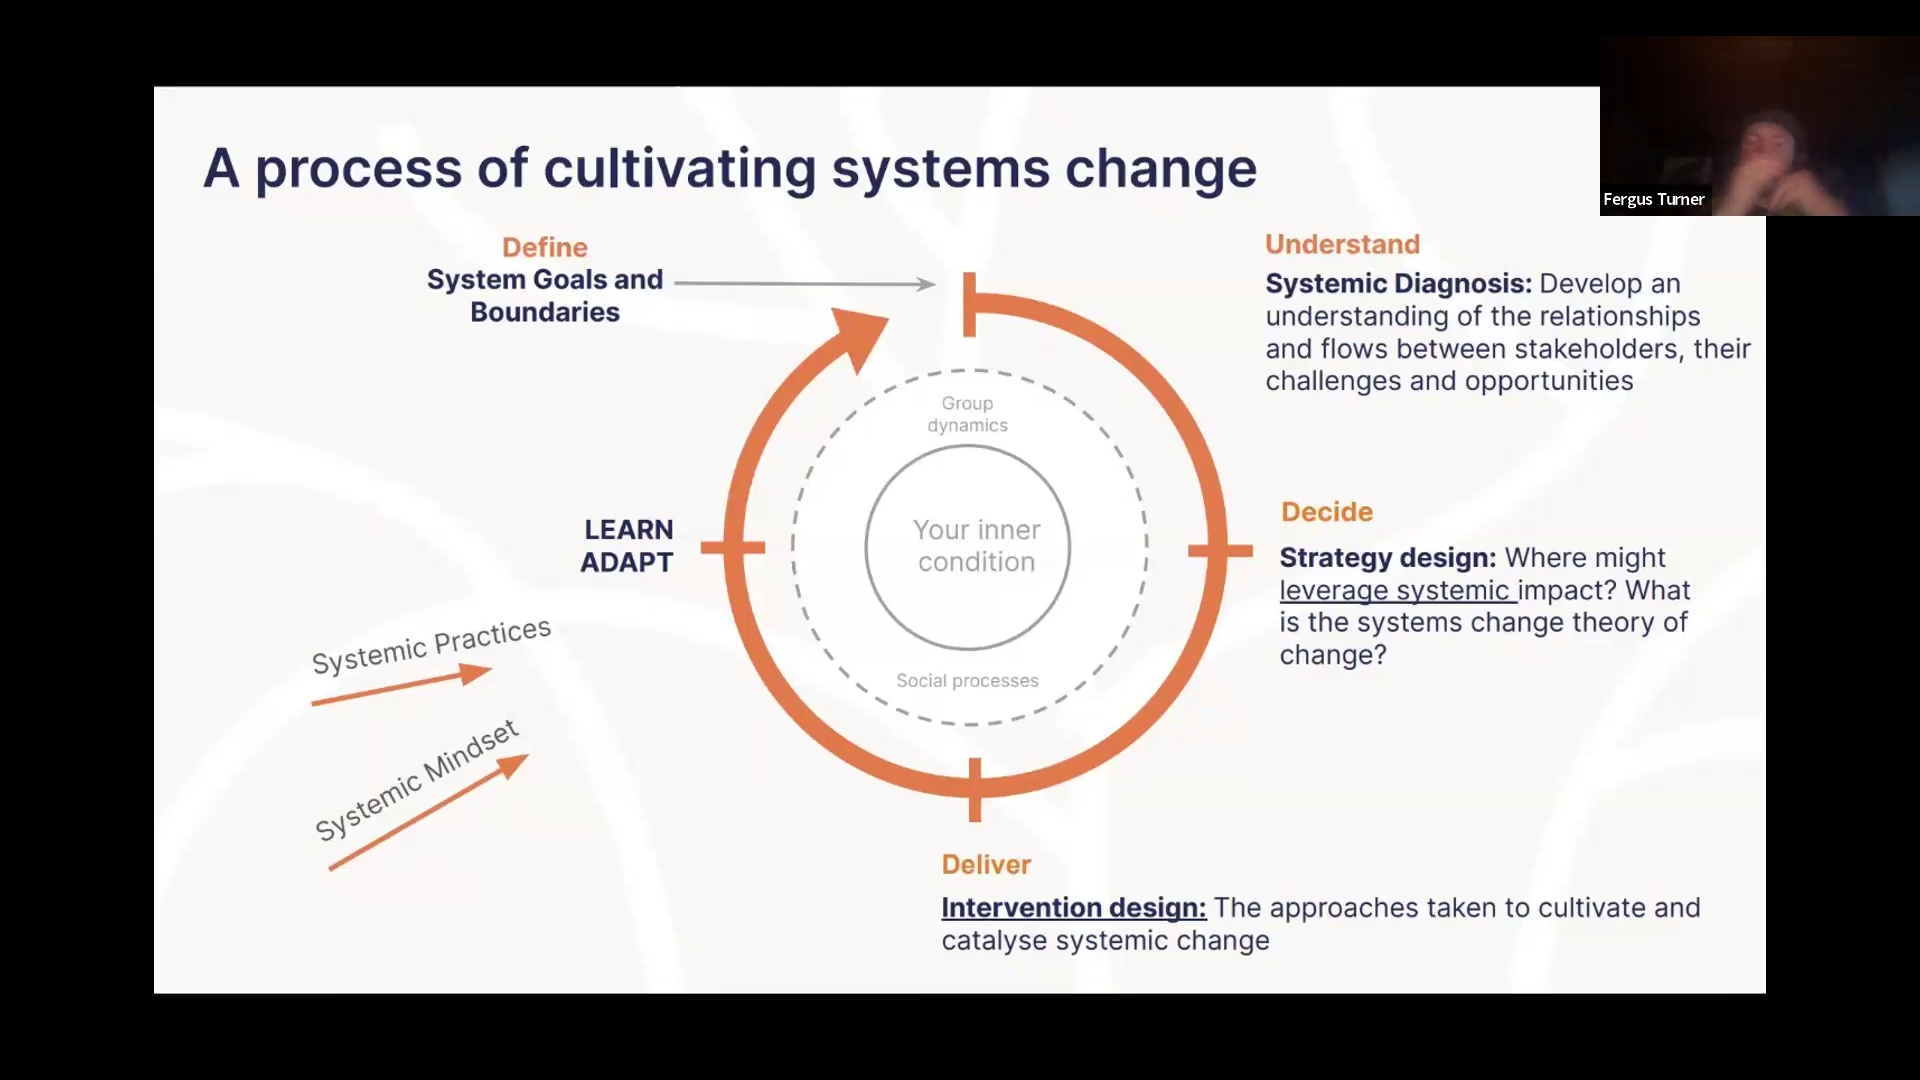 A process of cultivating systems change
Fergus Turner
Define
System Goals and
Boundaries
Understand
Systemic Diagnosis: Develop an
understanding of the relationships
and flows between stakeholders, their
challenges and opportunities
Group
dynamics
Your inner
condition
Social processes
LEARN
ADAPT
Decide
Strategy design: Where might
leverage systemic impact? What
is the systems change theory of
change?
Systemic Practices
Systemic Mindset
Deliver
Intervention design: The approaches taken to cultivate and
catalyse systemic change